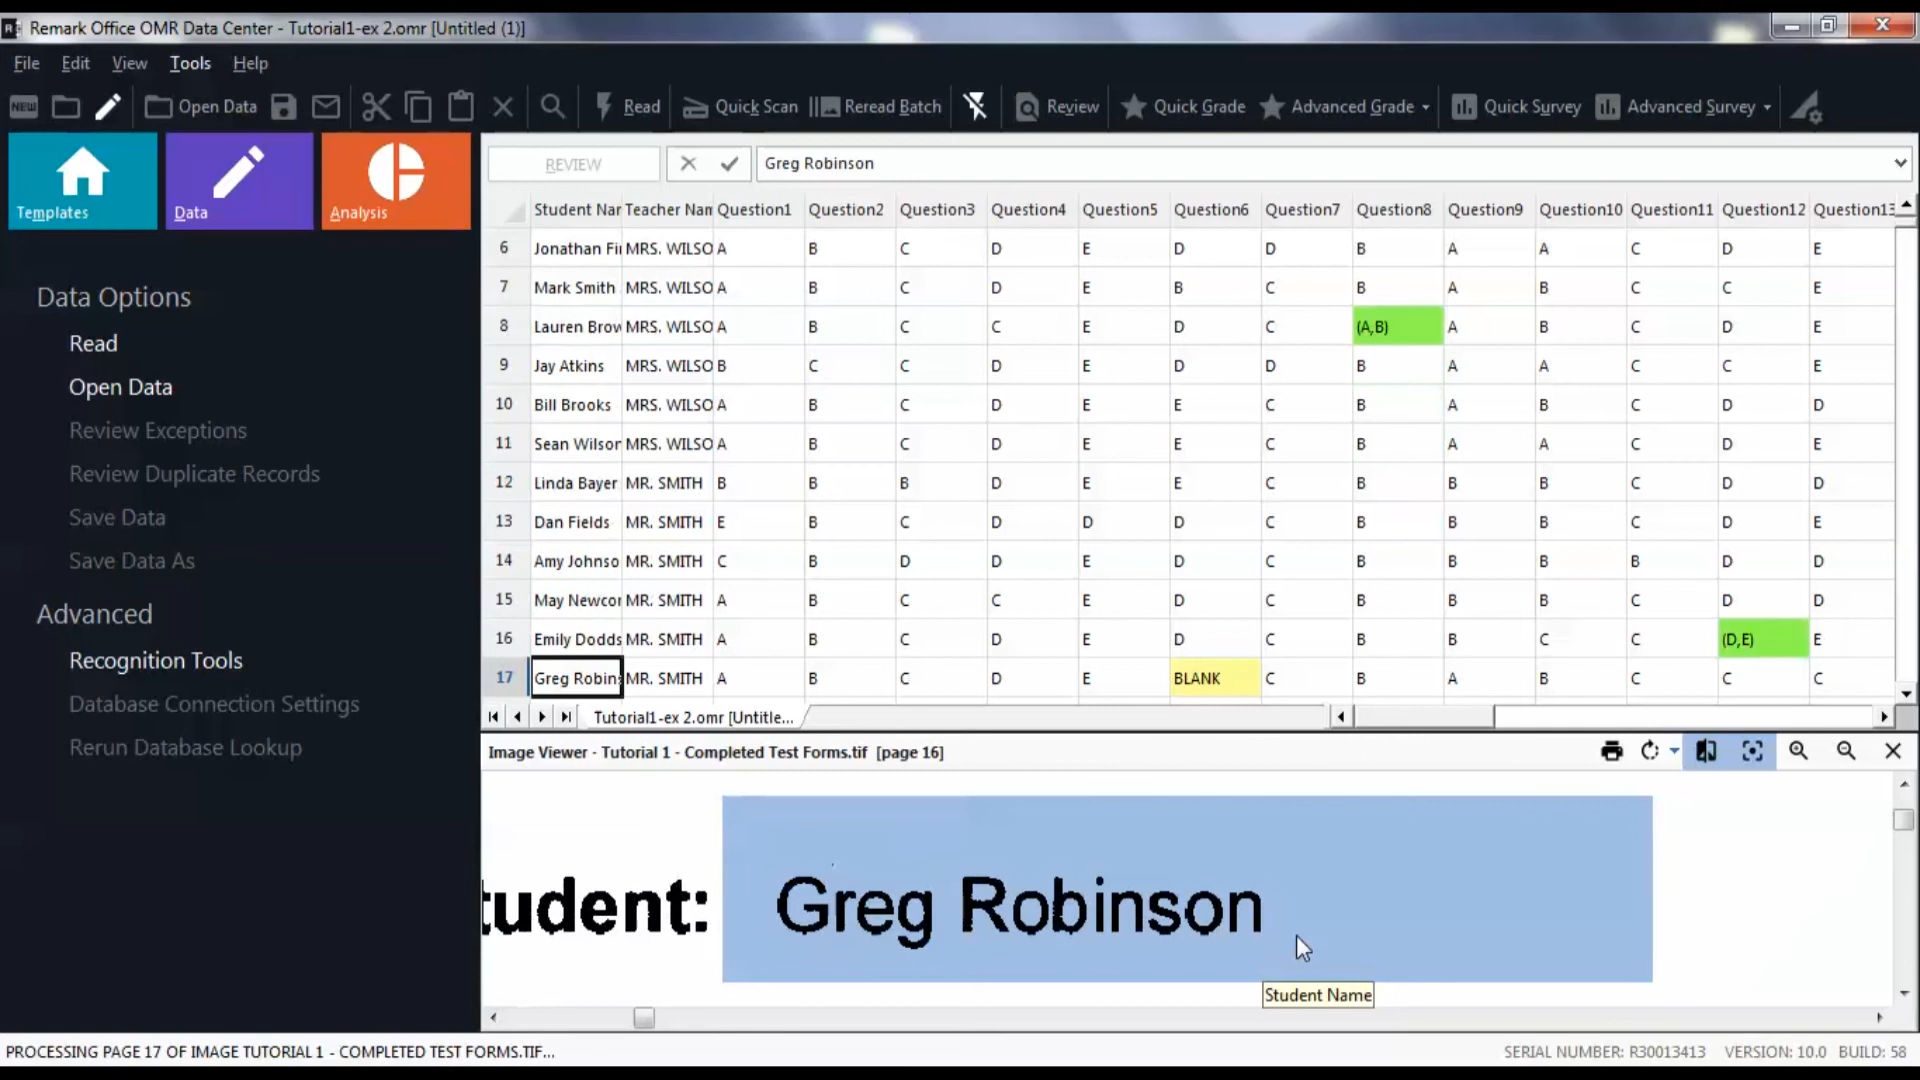 Remark Office OMR Data Center - Tutorial1-ex 2.omr [Untitled (1)]
File Edit View Tools Help
NEW Open Data Read Quick Scan Reread Batch Review Quick Grade Advanced Grade Quick Survey Advanced Survey
Templates Data Analysis
Data Options
Read
Open Data
Review Exceptions
Review Duplicate Records
Save Data
Save Data As
Advanced
Recognition Tools
Database Connection Settings
Rerun Database Lookup
REVIEW Greg Robinson
Student Nar Teacher Nam Question1 Question2 Question3 Question4 Question5 Question6 Question7 Question8 Question9 Question10 Question11 Question12 Question13
6 Jonathan Fi MRS. WILSO A B C D E D D B A A C D E
7 Mark Smith MRS. WILSO A B C D E B C B A B C C E
8 Lauren Brow MRS. WILSO A B C C E D C (A,B) A B C D E
9 Jay Atkins MRS. WILSO B C C D E D D B A A C C E
10 Bill Brooks MRS. WILSO A B C D E E C B A B C D D
11 Sean Wilsor MRS. WILSO A B C D E E C B A A C D E
12 Linda Bayer MR. SMITH B B B D E E C B B B C D D
13 Dan Fields MR. SMITH E B C D D D C B B B C D E
14 Amy Johnso MR. SMITH C B D D E D C B B B B D D
15 May Newcor MR. SMITH A B C C E D C B B B C D D
16 Emily Dodds MR. SMITH A B C D E D C B B C C (D,E) E
17 Greg Robins MR. SMITH A B C D E BLANK C B A B C C C
Tutorial1-ex 2.omr [Untitle...
Image Viewer - Tutorial 1 - Completed Test Forms.tif [page 16]
tudent: Greg Robinson
Student Name
PROCESSING PAGE 17 OF IMAGE TUTORIAL 1 - COMPLETED TEST FORMS.TIF... SERIAL NUMBER: R30013413 VERSION: 10.0 BUILD: 58